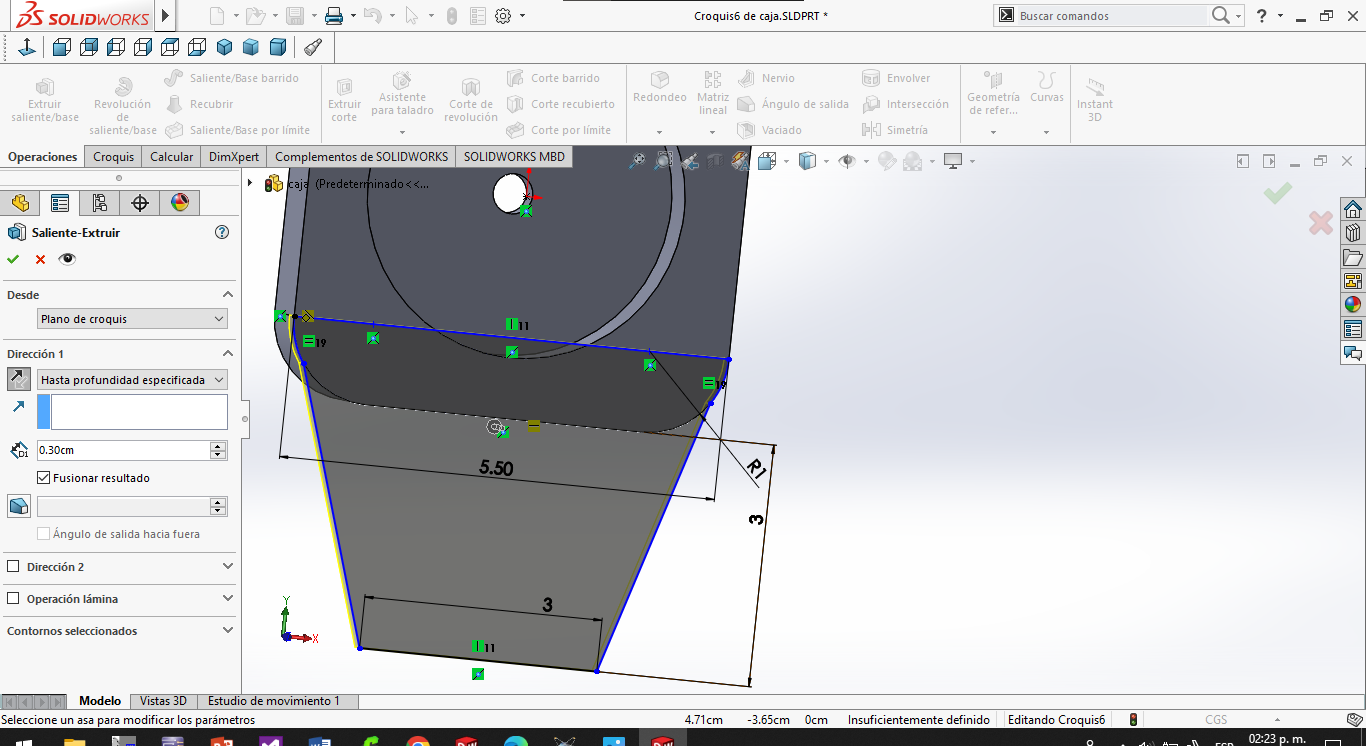 SOLIDWORKS
Croquis6 de caja.SLDPRT *
Buscar comandos
?
Extruir saliente/base
Revolución de saliente/base
Saliente/Base barrido
Recubrir
Saliente/Base por límite
Extruir corte
Asistente para taladro
Corte de revolución
Corte barrido
Corte recubierto
Corte por límite
Redondeo
Matriz lineal
Nervio
Ángulo de salida
Vaciado
Envolver
Intersección
Simetría
Geometría de refer...
Curvas
Instant 3D
Operaciones
Croquis
Calcular
DimXpert
Complementos de SOLIDWORKS
SOLIDWORKS MBD
caja (Predeterminado<<...
Saliente-Extruir
?
Desde
Plano de croquis
Dirección 1
Hasta profundidad especificada
D1
0.30cm
Fusionar resultado
Ángulo de salida hacia fuera
Dirección 2
Operación lámina
Contornos seleccionados
11
19
19
5.50
R1
3
3
11
Y
X
Modelo
Vistas 3D
Estudio de movimiento 1
Seleccione un asa para modificar los parámetros
4.71cm
-3.65cm
0cm
Insuficientemente definido
Editando Croquis6
CGS
02:23 p. m.